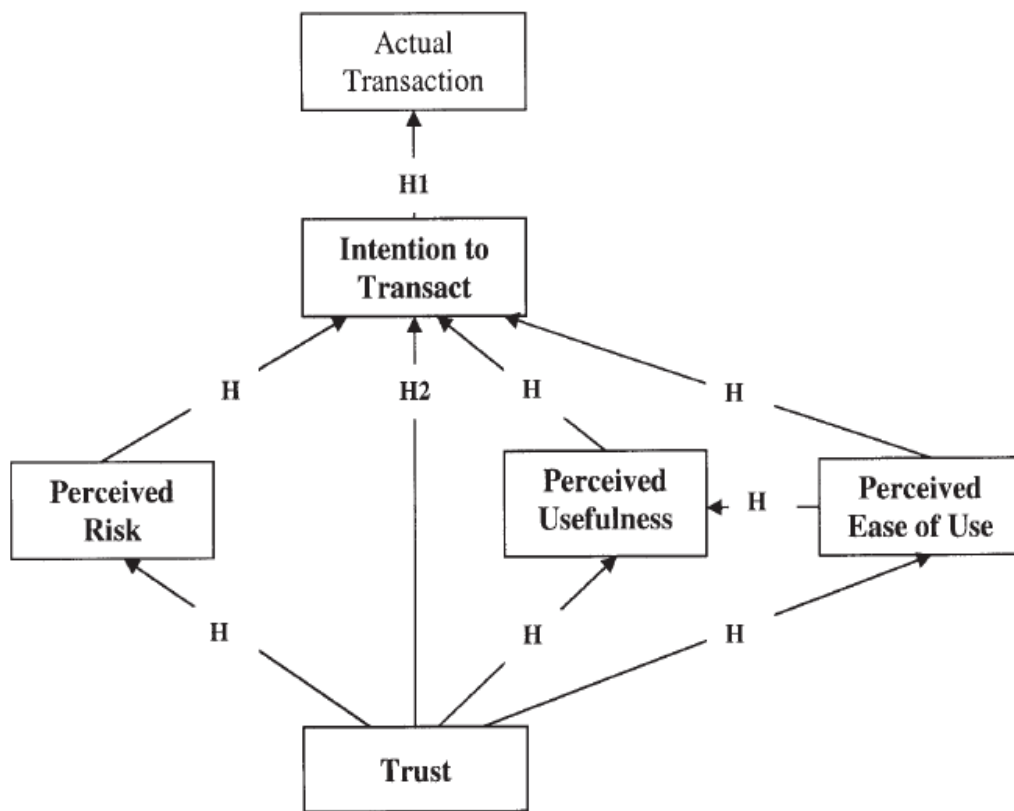 Actual
Transaction
H1
Intention to
Transact
H
H2
H
H
Perceived
Risk
Perceived
Usefulness
H
Perceived
Ease of Use
H
H
H
Trust